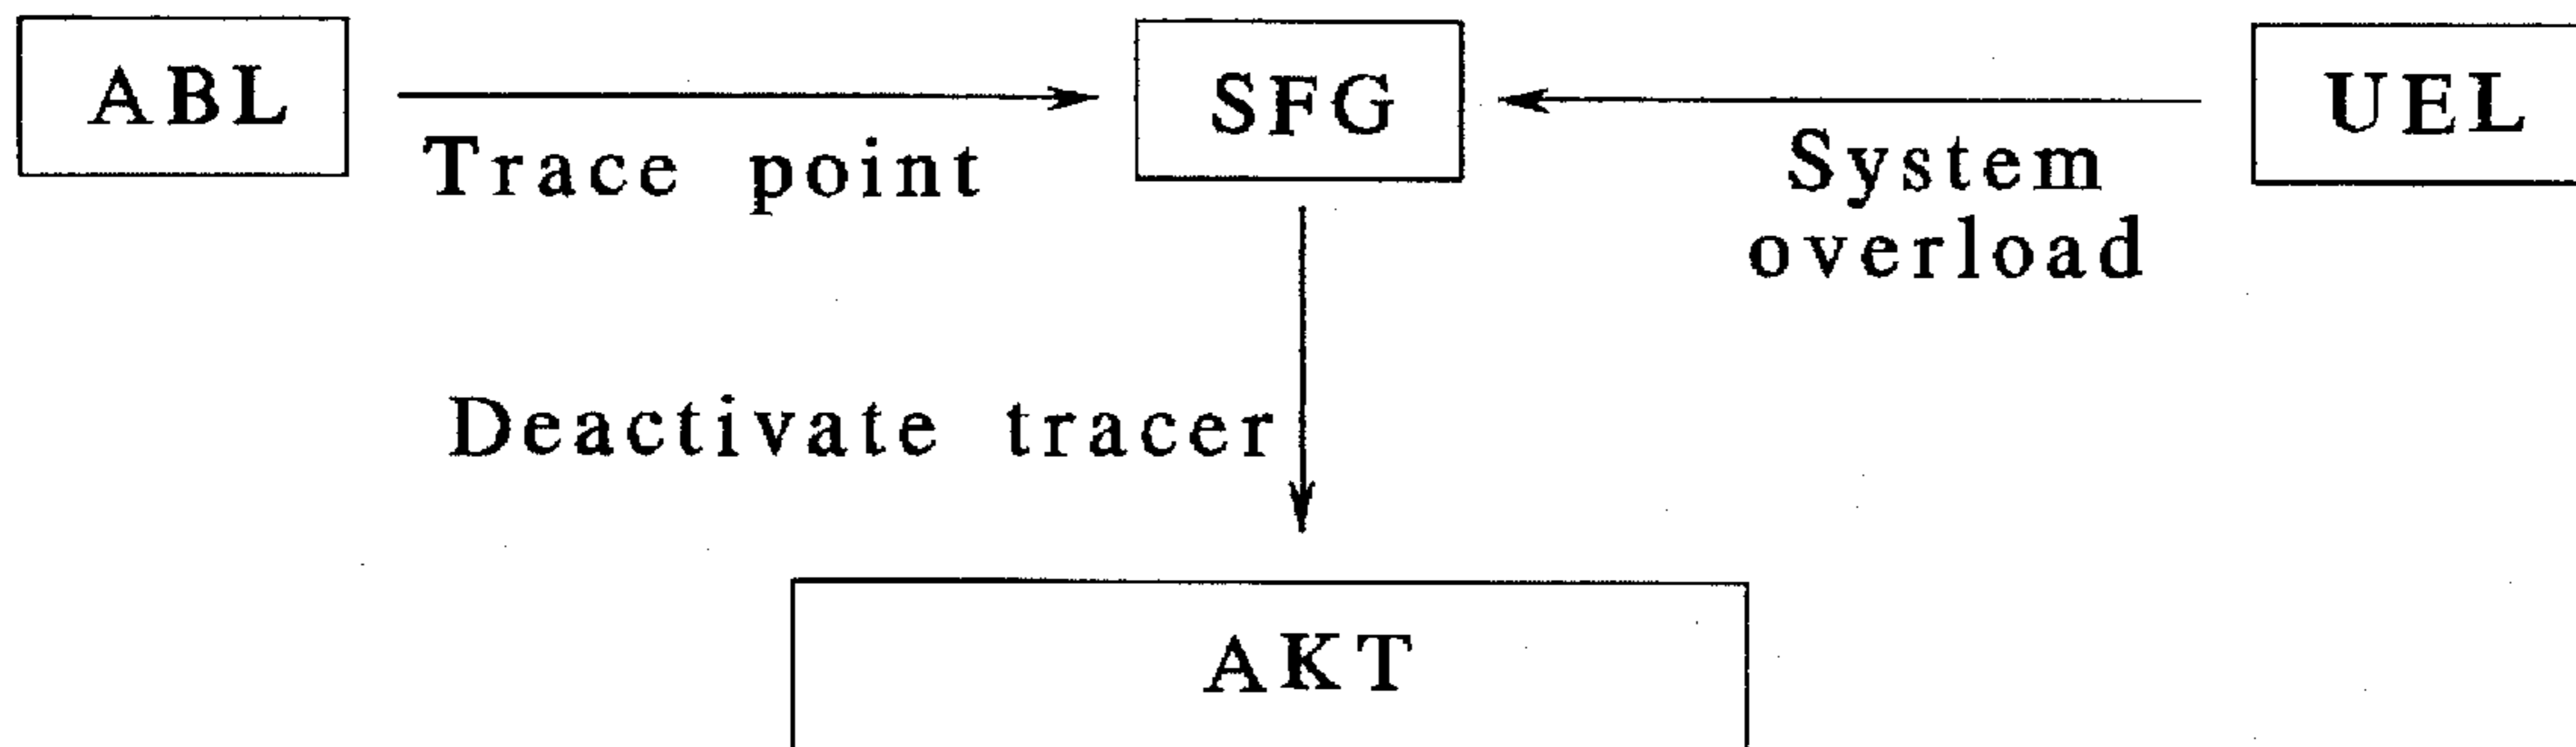 ABL
SFG
UEL
Trace point
System
overload
Deactivate tracer
AKT